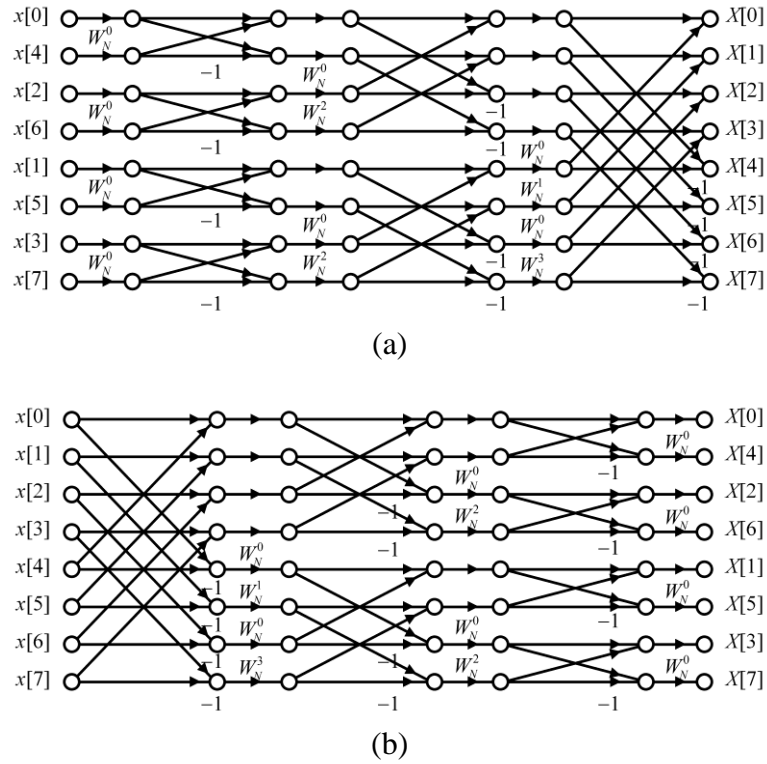 x[0] X[0]
W_N^0
x[4] X[1]
−1 W_N^0
x[2] X[2]
W_N^0 W_N^2 −1
x[6] X[3]
−1 −1 W_N^0
x[1] X[4]
W_N^0 W_N^1 −1
x[5] X[5]
−1 W_N^0 W_N^0 −1
x[3] X[6]
W_N^0 W_N^2 −1 W_N^3 −1
x[7] X[7]
−1 −1 −1
(a)
x[0] X[0]
W_N^0
x[1] X[4]
W_N^0 −1
x[2] X[2]
−1 W_N^2 W_N^0
x[3] X[6]
W_N^0 −1 −1
x[4] X[1]
−1 W_N^1 W_N^0
x[5] X[5]
−1 W_N^0 W_N^0 −1
x[6] X[3]
−1 W_N^3 −1 W_N^2 W_N^0
x[7] X[7]
−1 −1 −1
(b)